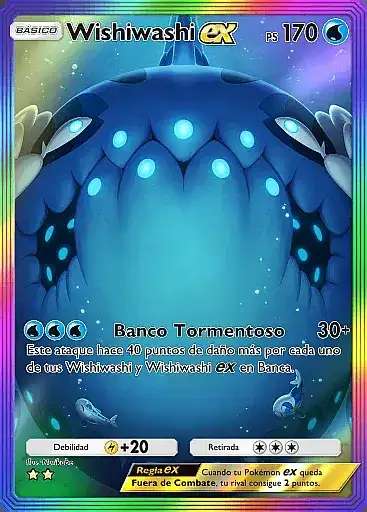 BÁSICO Wishiwashi ex PS 170
Banco Tormentoso 30+
Este ataque hace 40 puntos de daño más por cada uno
de tus Wishiwashi y Wishiwashi ex en Banca.
Debilidad +20 Retirada
Regla ex Cuando tu Pokémon ex queda
Fuera de Combate, tu rival consigue 2 puntos.